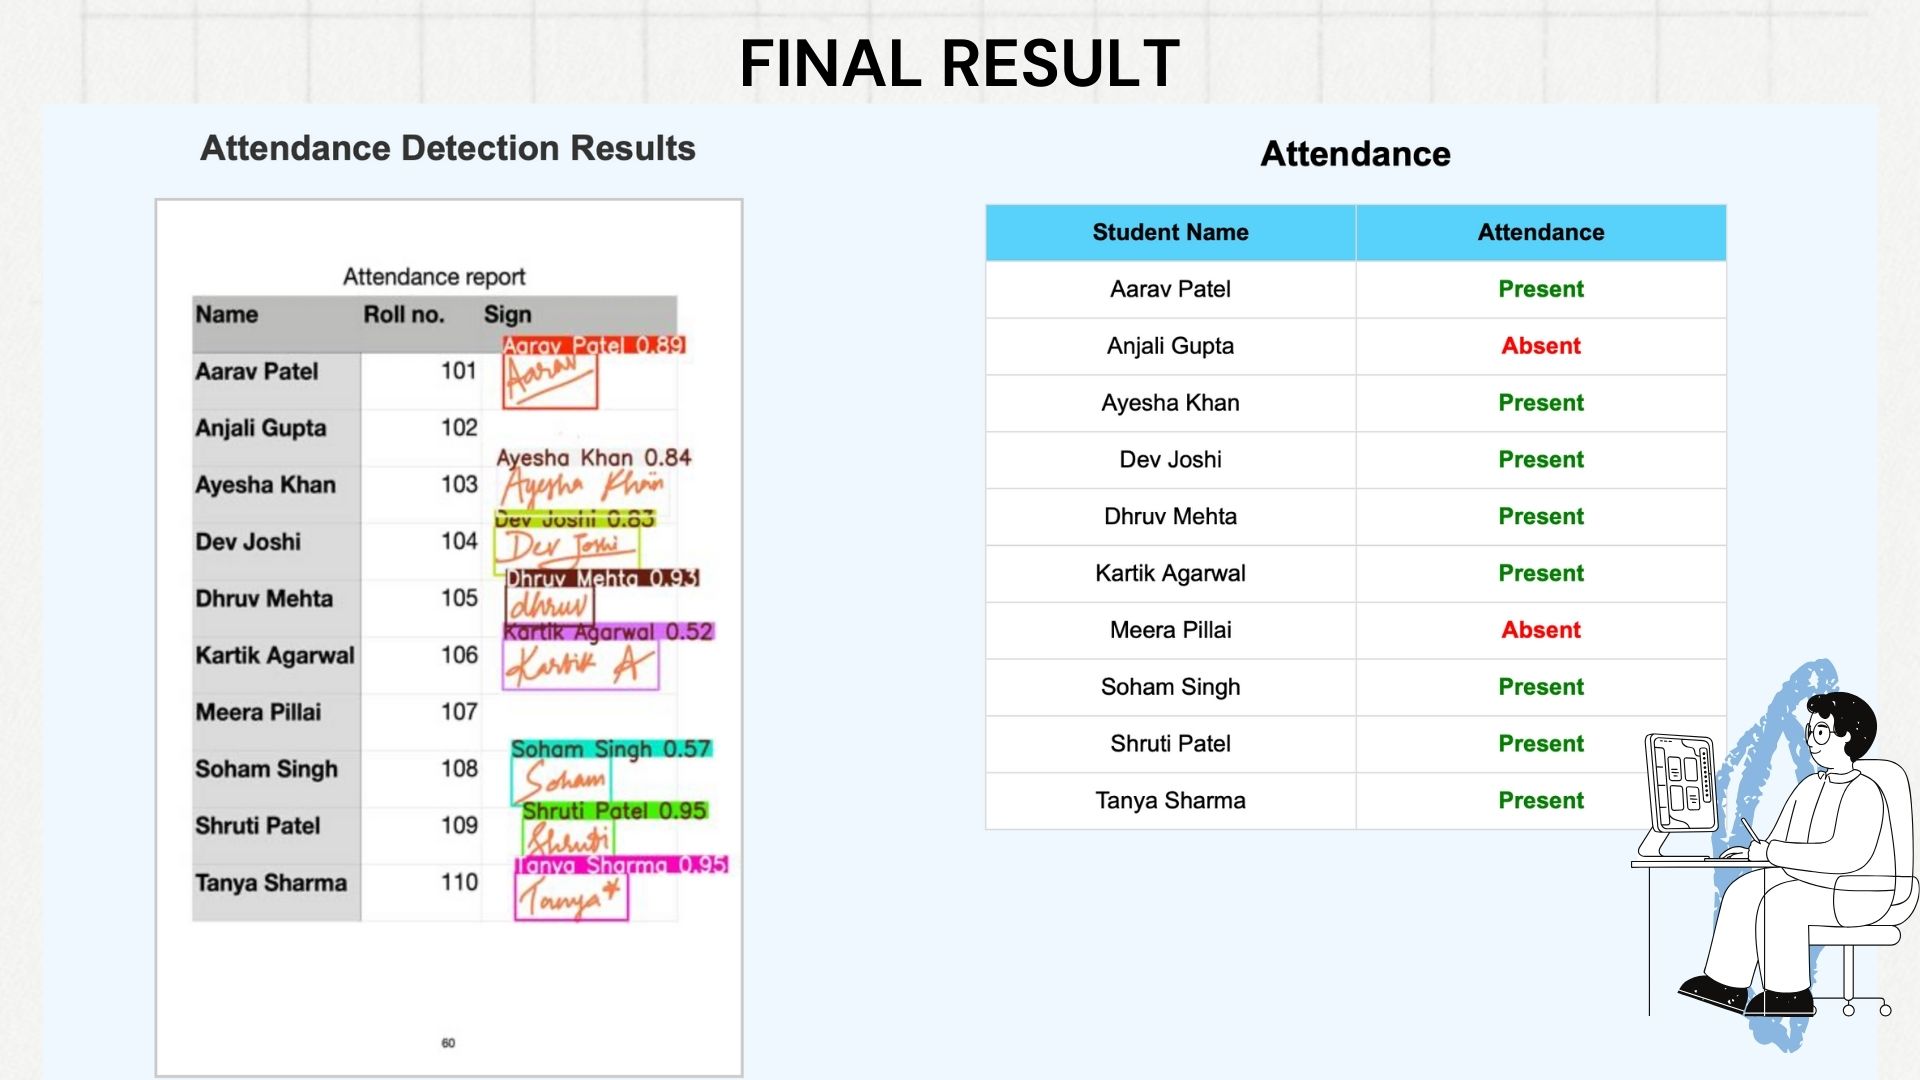 FINAL RESULT
Attendance Detection Results
Attendance report
Name Roll no. Sign
Aarav Patel 0.89
Aarav Patel 101 Aarav
Anjali Gupta 102
Ayesha Khan 0.84
Ayesha Khan 103 Ayesha Khan
Dev Joshi 0.83
Dev Joshi 104 Dev Joshi
Dhruv Mehta 0.93
Dhruv Mehta 105 dhruv
Kartik Agarwal 0.52
Kartik Agarwal 106 Kartik A
Meera Pillai 107
Soham Singh 0.57
Soham Singh 108 Soham
Shruti Patel 0.95
Shruti Patel 109 Shruti
Tanya Sharma 0.95
Tanya Sharma 110 Tanya*
60
Attendance
Student Name Attendance
Aarav Patel Present
Anjali Gupta Absent
Ayesha Khan Present
Dev Joshi Present
Dhruv Mehta Present
Kartik Agarwal Present
Meera Pillai Absent
Soham Singh Present
Shruti Patel Present
Tanya Sharma Present